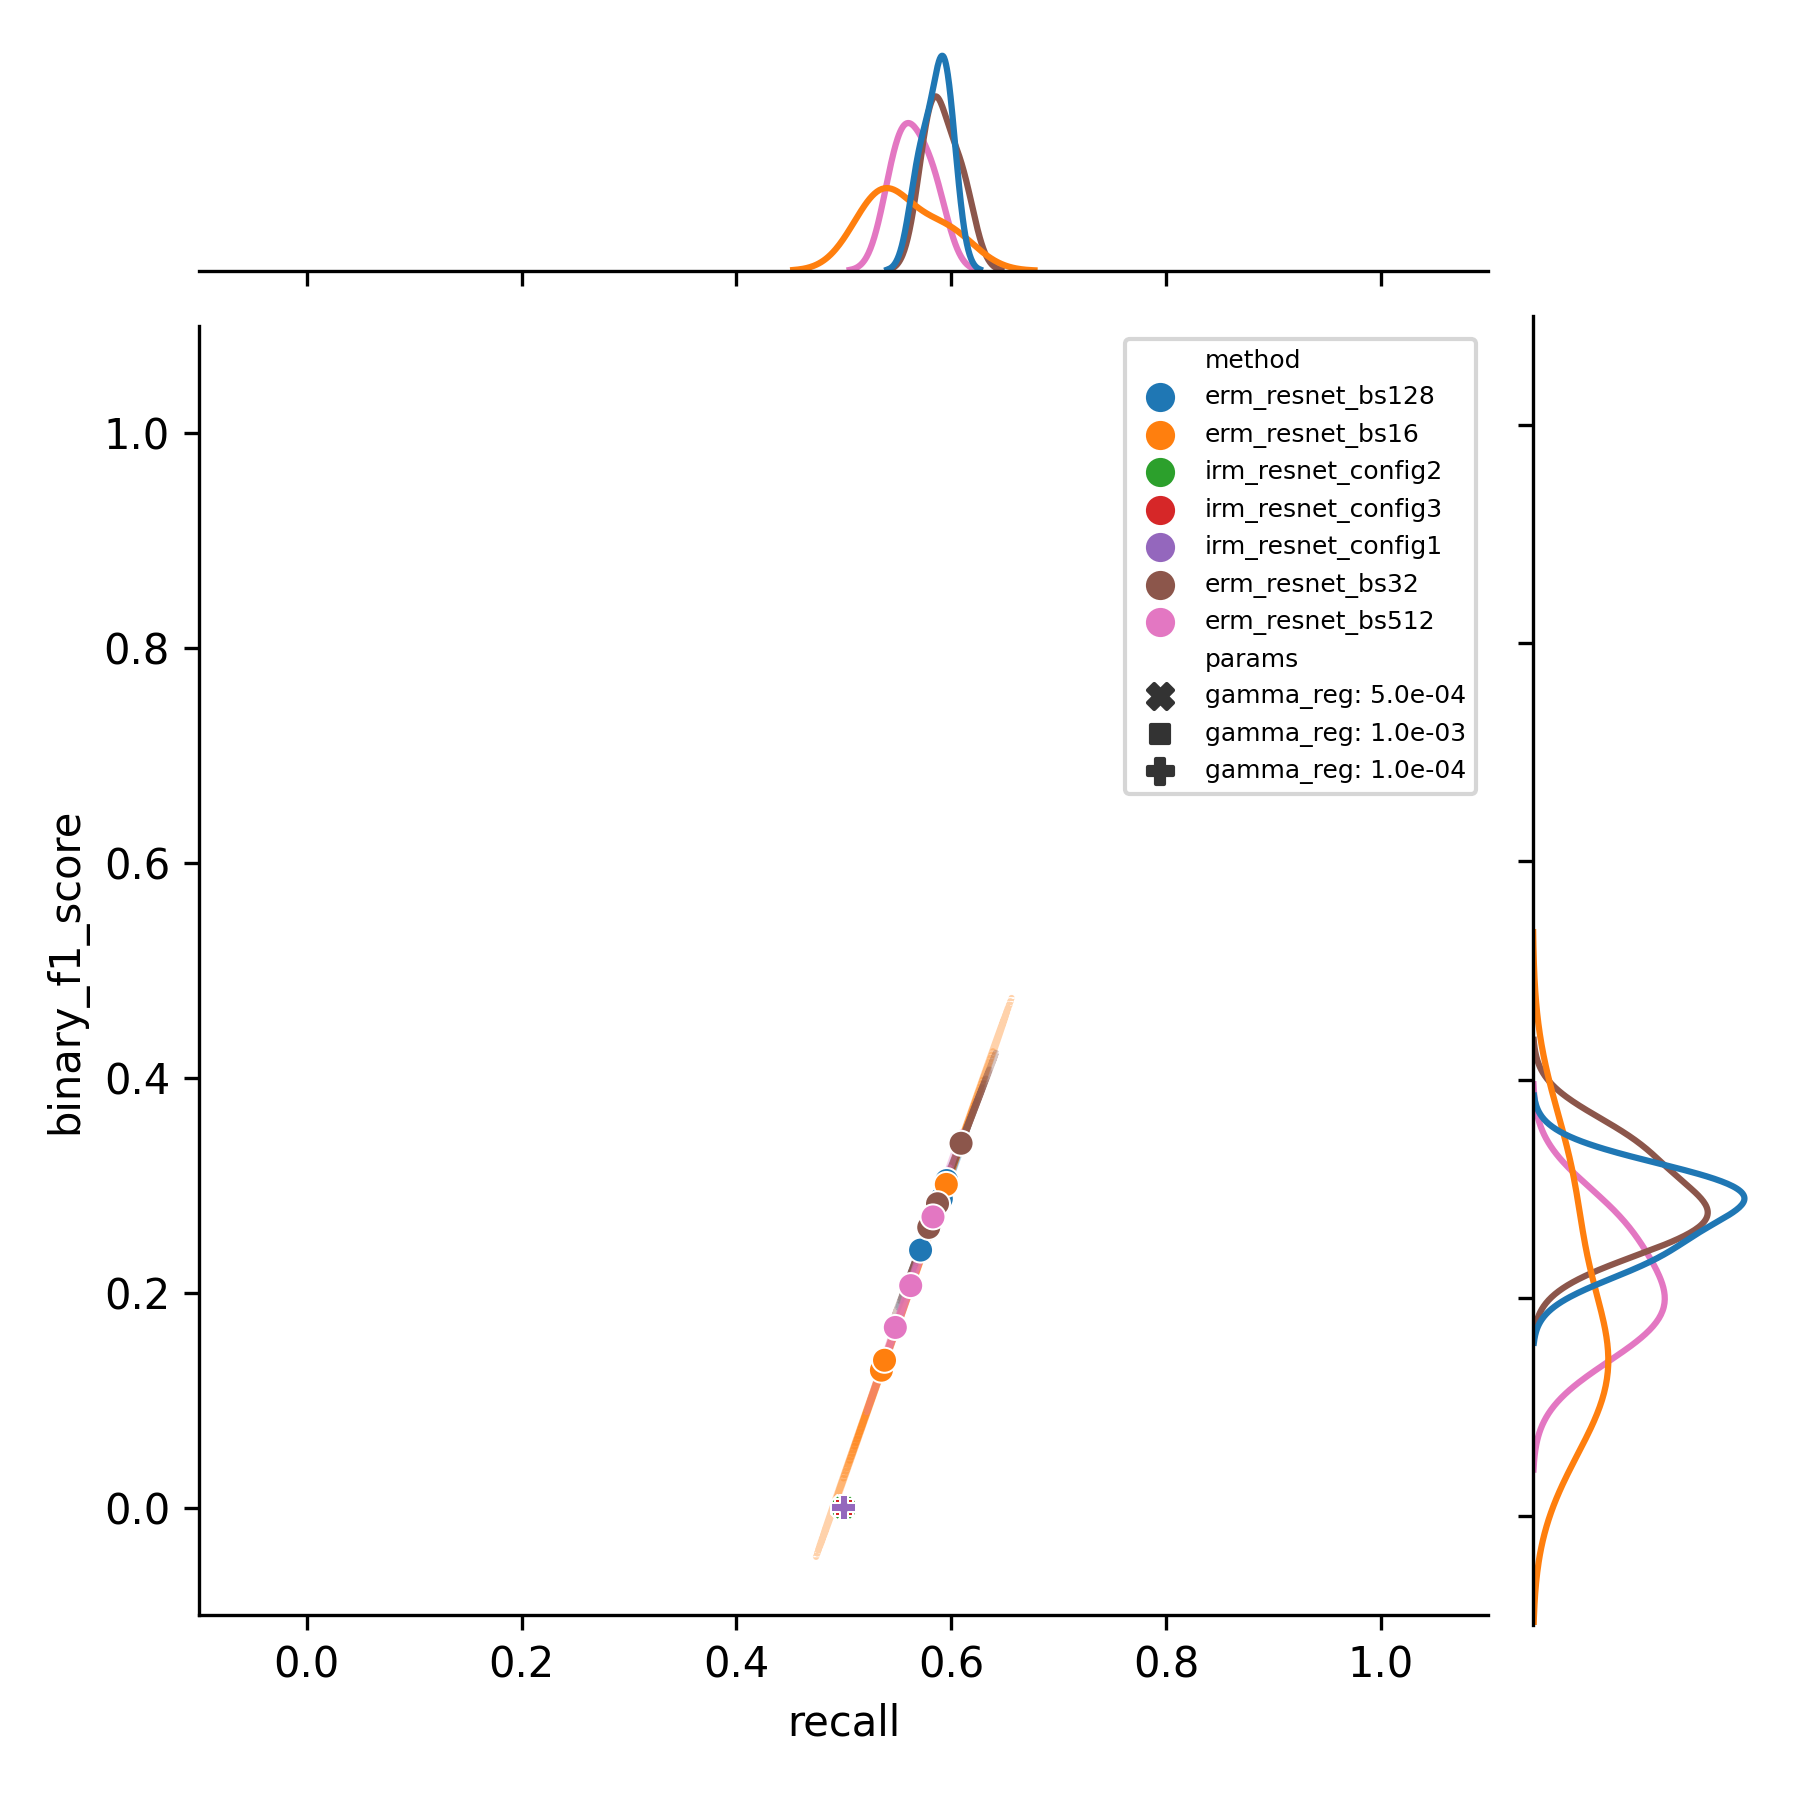 method
erm_resnet_bs128
erm_resnet_bs16
irm_resnet_config2
irm_resnet_config3
irm_resnet_config1
erm_resnet_bs32
erm_resnet_bs512
params
gamma_reg: 5.0e-04
gamma_reg: 1.0e-03
gamma_reg: 1.0e-04
binary_f1_score
1.0
0.8
0.6
0.4
0.2
0.0
0.0 0.2 0.4 0.6 0.8 1.0
recall